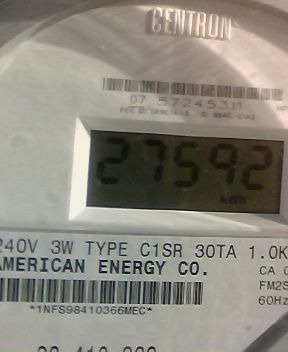 CENTRON
07 57245311
27592
kWh
240V 3W TYPE C1SR 30TA 1.0K
AMERICAN ENERGY CO.
CA
FM2S
60Hz
*1NFS98410366MEC*